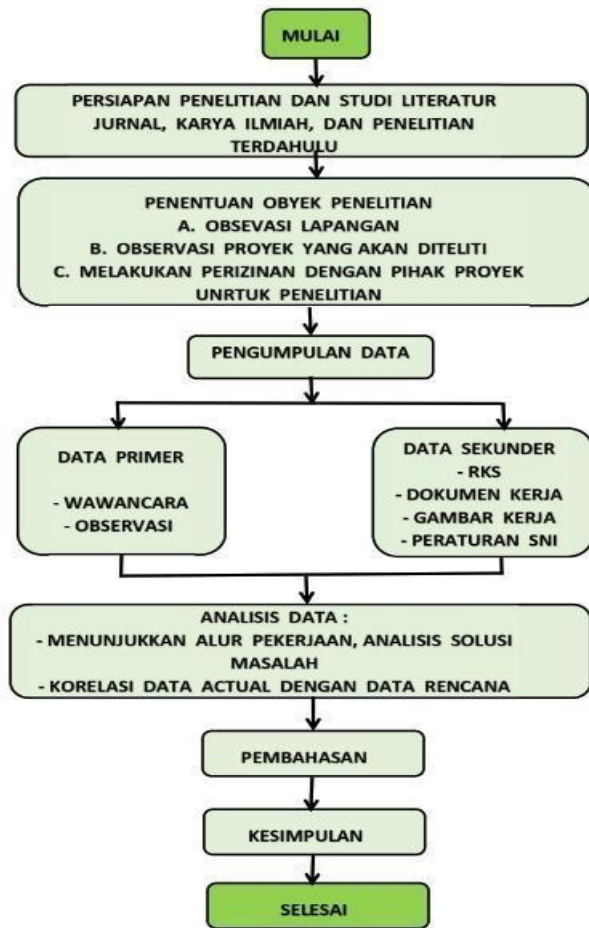 MULAI
PERSIAPAN PENELITIAN DAN STUDI LITERATUR
JURNAL, KARYA ILMIAH, DAN PENELITIAN
TERDAHULU
PENENTUAN OBYEK PENELITIAN
A. OBSEVASI LAPANGAN
B. OBSERVASI PROYEK YANG AKAN DITELITI
C. MELAKUKAN PERIZINAN DENGAN PIHAK PROYEK
UNRTUK PENELITIAN
PENGUMPULAN DATA
DATA PRIMER
- WAWANCARA
- OBSERVASI
DATA SEKUNDER
- RKS
- DOKUMEN KERJA
- GAMBAR KERJA
- PERATURAN SNI
ANALISIS DATA :
- MENUNJUKKAN ALUR PEKERJAAN, ANALISIS SOLUSI
MASALAH
- KORELASI DATA ACTUAL DENGAN DATA RENCANA
PEMBAHASAN
KESIMPULAN
SELESAI